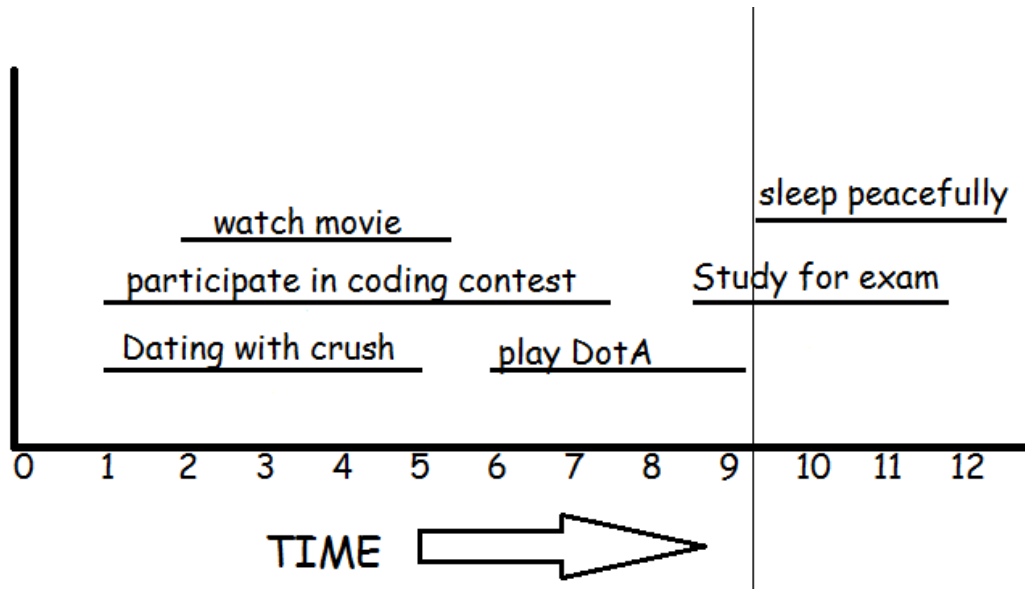 sleep peacefully
watch movie
participate in coding contest
Study for exam
Dating with crush
play DotA
0 1 2 3 4 5 6 7 8 9 10 11 12
TIME